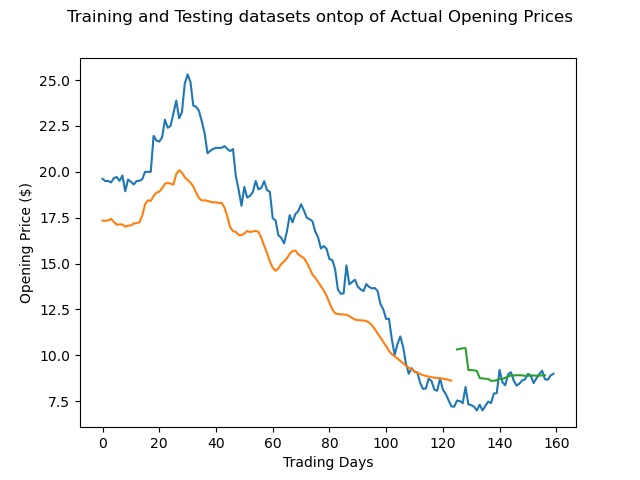 Training and Testing datasets ontop of Actual Opening Prices
Opening Price ($)
25.0
22.5
20.0
17.5
15.0
12.5
10.0
7.5
0 20 40 60 80 100 120 140 160
Trading Days